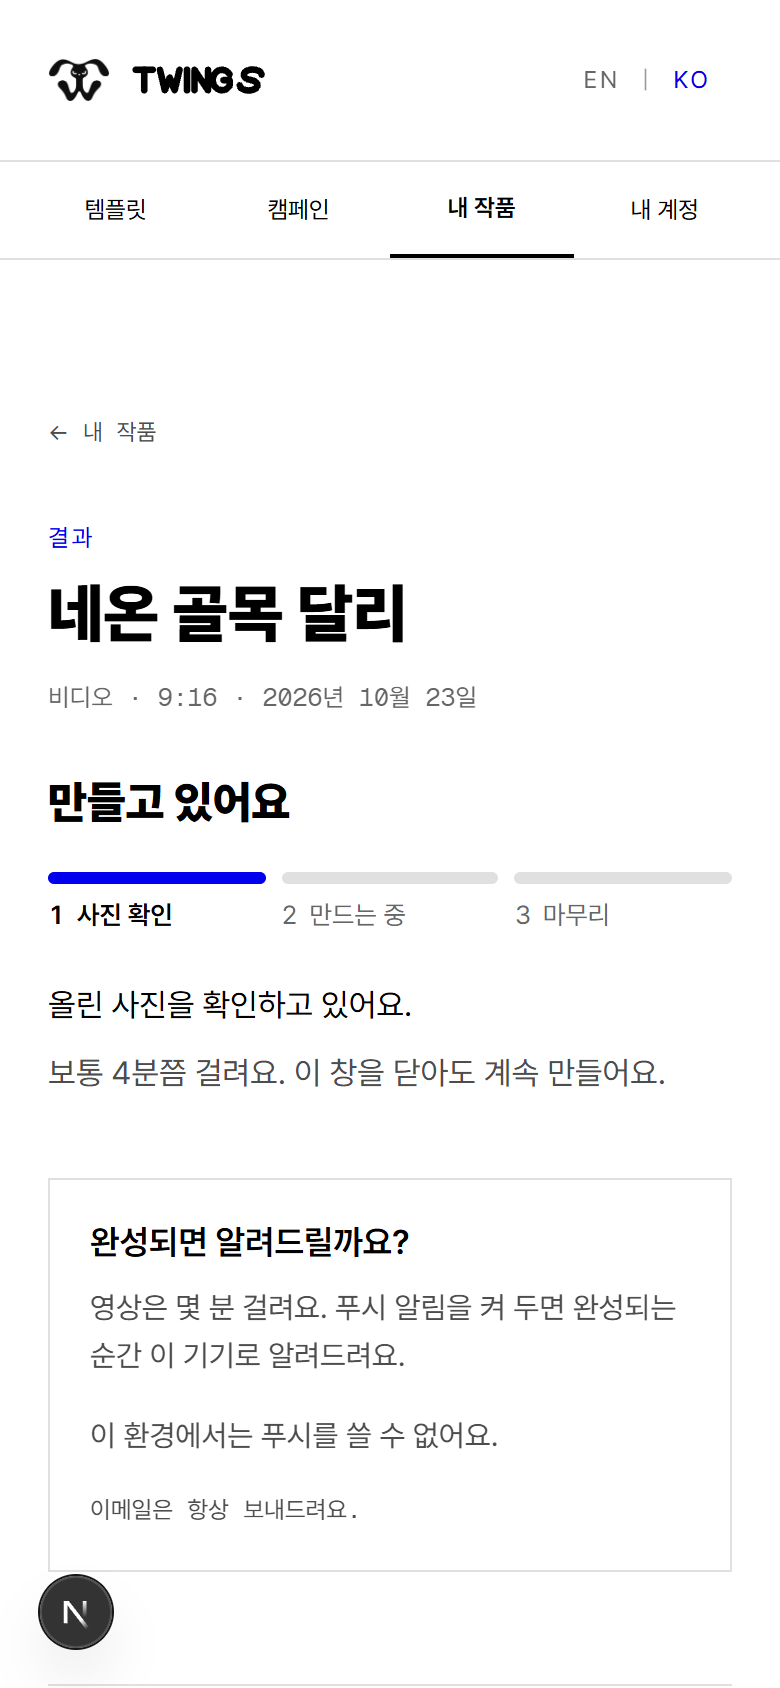 TWINGS
EN | KO
템플릿
캠페인
내 작품
내 계정
← 내 작품
결과
네온 골목 달리
비디오 · 9:16 · 2026년 10월 23일
만들고 있어요
1 사진 확인
2 만드는 중
3 마무리
올린 사진을 확인하고 있어요.
보통 4분쯤 걸려요. 이 창을 닫아도 계속 만들어요.
완성되면 알려드릴까요?
영상은 몇 분 걸려요. 푸시 알림을 켜 두면 완성되는
순간 이 기기로 알려드려요.
이 환경에서는 푸시를 쓸 수 없어요.
이메일은 항상 보내드려요.
N